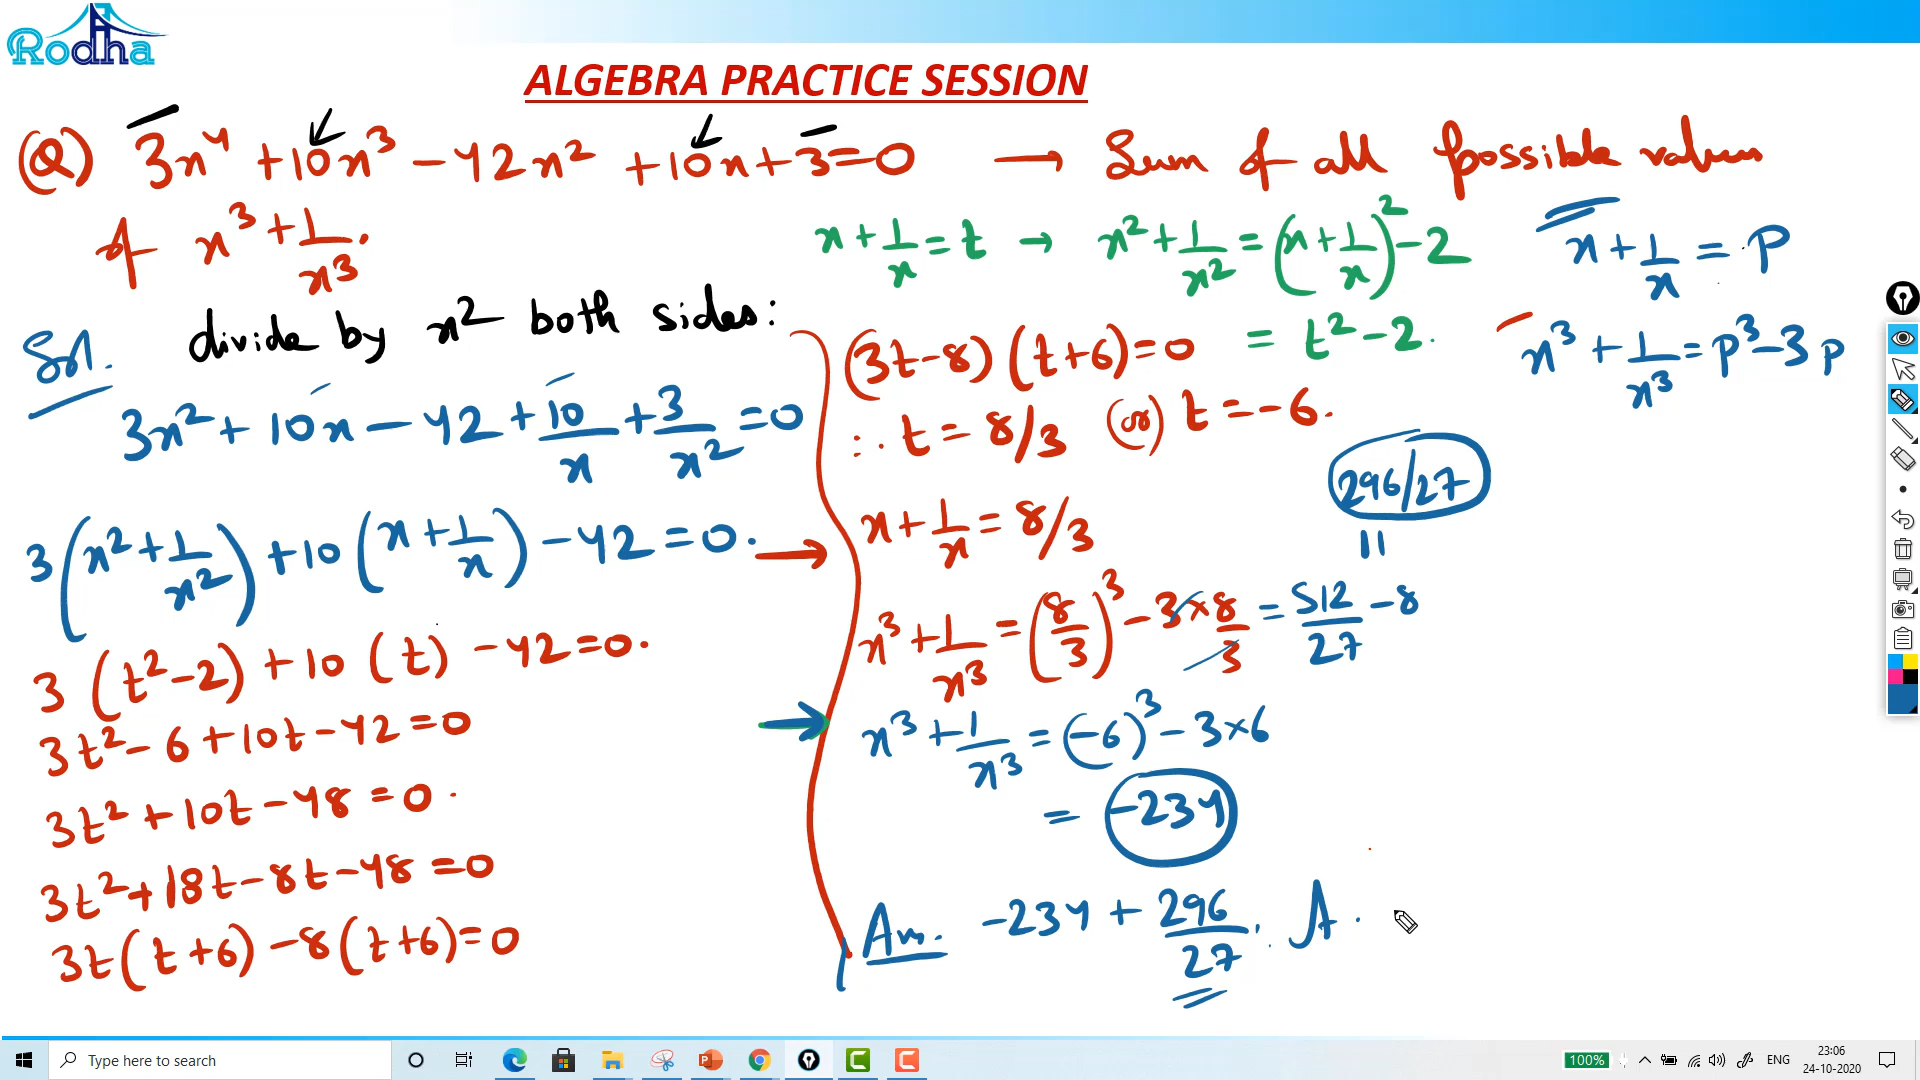 Rodha
ALGEBRA PRACTICE SESSION
(Q) 3x⁴ + 10x³ - 42x² + 10x + 3 = 0 → Sum of all possible values
of x³ + 1/x³.
x + 1/x = t → x² + 1/x² = (x + 1/x)² - 2
= t² - 2.
x + 1/x = P
x³ + 1/x³ = p³ - 3p
Sol. divide by x² both sides:
3x² + 10x - 42 + 10/x + 3/x² = 0
3(x² + 1/x²) + 10(x + 1/x) - 42 = 0.
3(t² - 2) + 10(t) - 42 = 0.
3t² - 6 + 10t - 42 = 0
3t² + 10t - 48 = 0.
3t² + 18t - 8t - 48 = 0
3t(t+6) - 8(t+6) = 0
(3t-8)(t+6) = 0
∴ t = 8/3 (or) t = -6.
x + 1/x = 8/3
296/27
11
x³ + 1/x³ = (8/3)³ - 3×8/3 = 512/27 - 8
x³ + 1/x³ = (-6)³ - 3×6
= -234
Ans. -234 + 296/27. A.
Type here to search
100%
ENG
23:06
24-10-2020